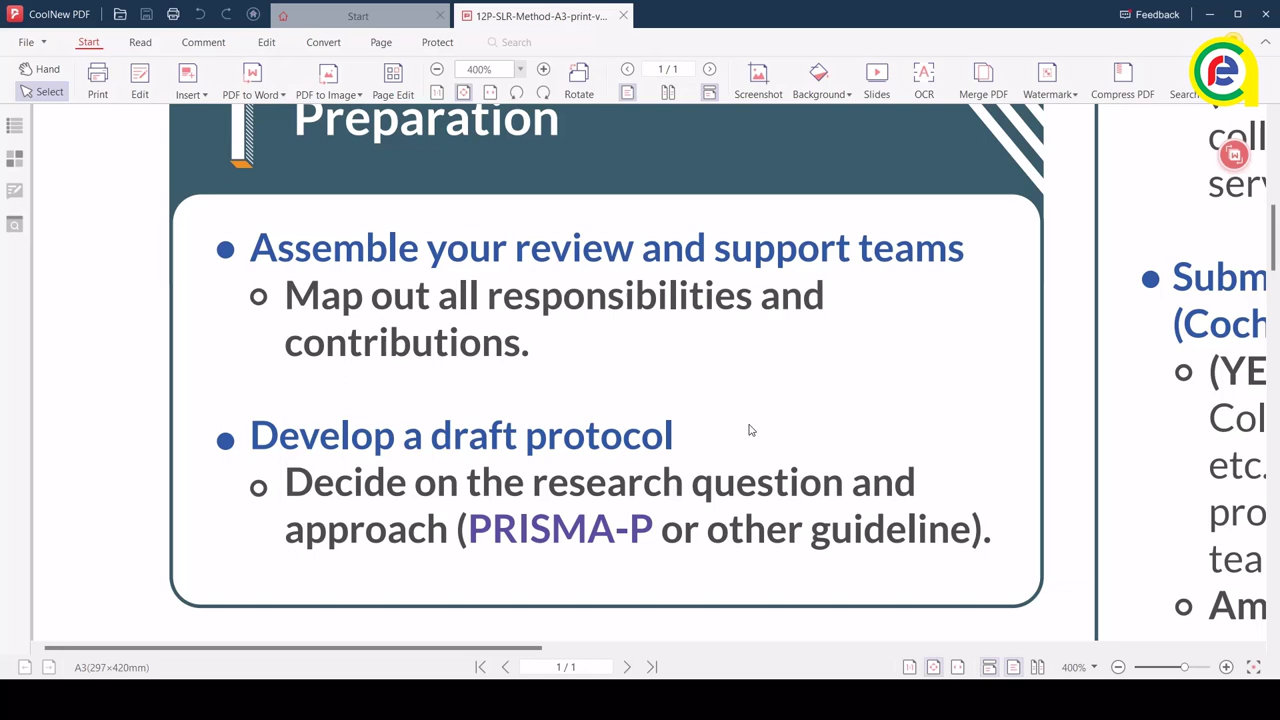 CoolNew PDF
Start
12P-SLR-Method-A3-print-v...
Feedback
File
Start
Read
Comment
Edit
Convert
Page
Protect
Search
Hand
Select
Print
Edit
Insert
PDF to Word
PDF to Image
Page Edit
400%
1 / 1
Rotate
Screenshot
Background
Slides
OCR
Merge PDF
Watermark
Compress PDF
Search
Preparation
Assemble your review and support teams
Map out all responsibilities and
contributions.
Develop a draft protocol
Decide on the research question and
approach (PRISMA-P or other guideline).
coll
serv
Subm
(Coch
(YE
Col
etc.
pro
tea
Am
A3(297×420mm)
1 / 1
400%